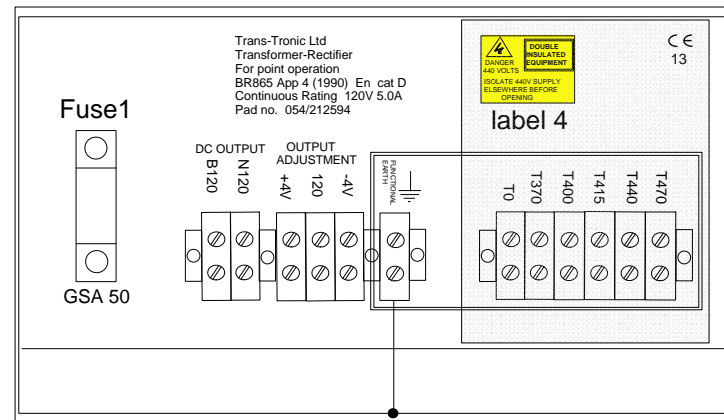 Trans-Tronic Ltd
Transformer-Rectifier
For point operation
BR865 App 4 (1990) En cat D
Continuous Rating 120V 5.0A
Pad no. 054/212594
DANGER
440 VOLTS
DOUBLE
INSULATED
EQUIPMENT
ISOLATE 440V SUPPLY
ELSEWHERE BEFORE
OPENING
label 4
CE
13
Fuse1
GSA 50
DC OUTPUT
B120
N120
OUTPUT
ADJUSTMENT
+4V
120
-4V
FUNCTIONAL
EARTH
T0
T370
T400
T415
T440
T470